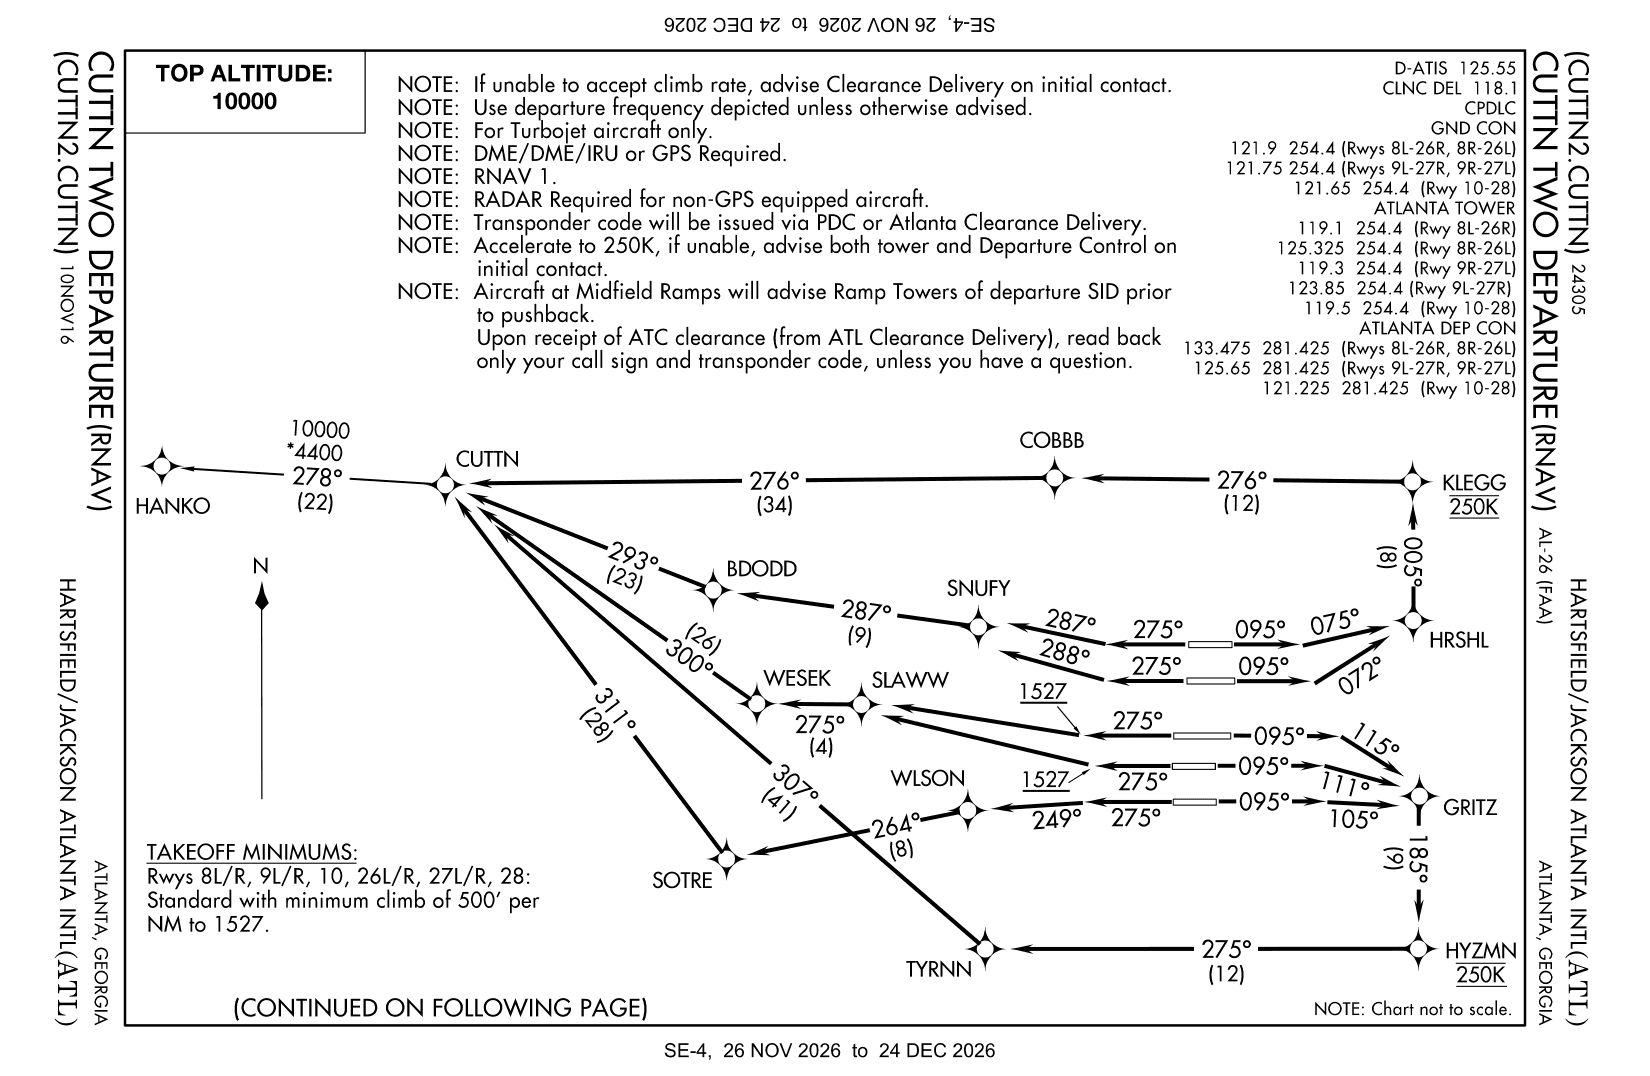 SE-4, 26 NOV 2026 to 24 DEC 2026
(CUTTN2.CUTTN) 10NOV16
CUTTN TWO DEPARTURE (RNAV)
HARTSFIELD/JACKSON ATLANTA INTL (ATL)
ATLANTA, GEORGIA
TOP ALTITUDE:
10000
NOTE: If unable to accept climb rate, advise Clearance Delivery on initial contact.
NOTE: Use departure frequency depicted unless otherwise advised.
NOTE: For Turbojet aircraft only.
NOTE: DME/DME/IRU or GPS Required.
NOTE: RNAV 1.
NOTE: RADAR Required for non-GPS equipped aircraft.
NOTE: Transponder code will be issued via PDC or Atlanta Clearance Delivery.
NOTE: Accelerate to 250K, if unable, advise both tower and Departure Control on
initial contact.
NOTE: Aircraft at Midfield Ramps will advise Ramp Towers of departure SID prior
to pushback.
Upon receipt of ATC clearance (from ATL Clearance Delivery), read back
only your call sign and transponder code, unless you have a question.
D-ATIS 125.55
CLNC DEL 118.1
CPDLC
GND CON
121.9 254.4 (Rwys 8L-26R, 8R-26L)
121.75 254.4 (Rwys 9L-27R, 9R-27L)
121.65 254.4 (Rwy 10-28)
ATLANTA TOWER
119.1 254.4 (Rwy 8L-26R)
125.325 254.4 (Rwy 8R-26L)
119.3 254.4 (Rwy 9R-27L)
123.85 254.4 (Rwy 9L-27R)
119.5 254.4 (Rwy 10-28)
ATLANTA DEP CON
133.475 281.425 (Rwys 8L-26R, 8R-26L)
125.65 281.425 (Rwys 9L-27R, 9R-27L)
121.225 281.425 (Rwy 10-28)
10000
*4400
278°
(22)
HANKO
CUTTN
276°
(34)
COBBB
276°
(12)
KLEGG
250K
005°
(8)
293°
(23)
BDODD
287°
(9)
SNUFY
287°
275°
095°
075°
HRSHL
288°
275°
095°
072°
N
(26)
300°
WESEK
275°
(4)
SLAWW
1527
275°
095°
115°
1527
275°
095°
111°
311°
(28)
307°
(41)
WLSON
249°
275°
095°
105°
GRITZ
264°
(8)
SOTRE
185°
(9)
TYRNN
275°
(12)
HYZMN
250K
TAKEOFF MINIMUMS:
Rwys 8L/R, 9L/R, 10, 26L/R, 27L/R, 28:
Standard with minimum climb of 500′ per
NM to 1527.
(CONTINUED ON FOLLOWING PAGE)
NOTE: Chart not to scale.
(CUTTN2.CUTTN) 24305
CUTTN TWO DEPARTURE (RNAV)
AL-26 (FAA)
HARTSFIELD/JACKSON ATLANTA INTL (ATL)
ATLANTA, GEORGIA
SE-4, 26 NOV 2026 to 24 DEC 2026